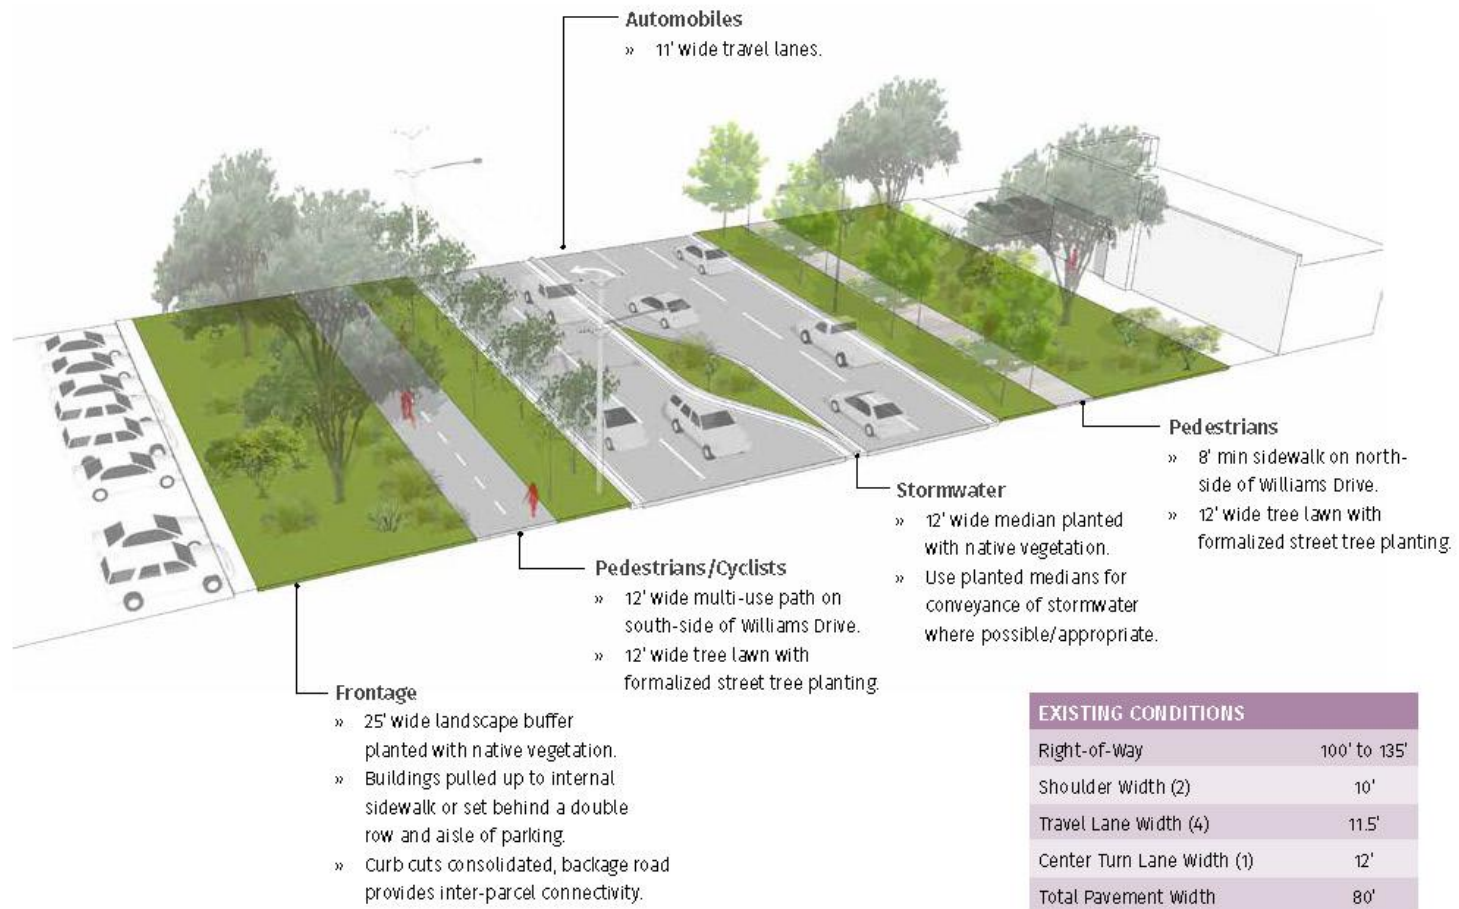 Automobiles
» 11' wide travel lanes.
Pedestrians
» 8' min sidewalk on north-
side of Williams Drive.
» 12' wide tree lawn with
formalized street tree planting.
Stormwater
» 12' wide median planted
with native vegetation.
» Use planted medians for
conveyance of stormwater
where possible/appropriate.
Pedestrians/Cyclists
» 12' wide multi-use path on
south-side of Williams Drive.
» 12' wide tree lawn with
formalized street tree planting.
Frontage
» 25' wide landscape buffer
planted with native vegetation.
» Buildings pulled up to internal
sidewalk or set behind a double
row and aisle of parking.
» Curb cuts consolidated, backage road
provides inter-parcel connectivity.
EXISTING CONDITIONS
Right-of-Way 100' to 135'
Shoulder Width (2) 10'
Travel Lane Width (4) 11.5'
Center Turn Lane Width (1) 12'
Total Pavement Width 80'